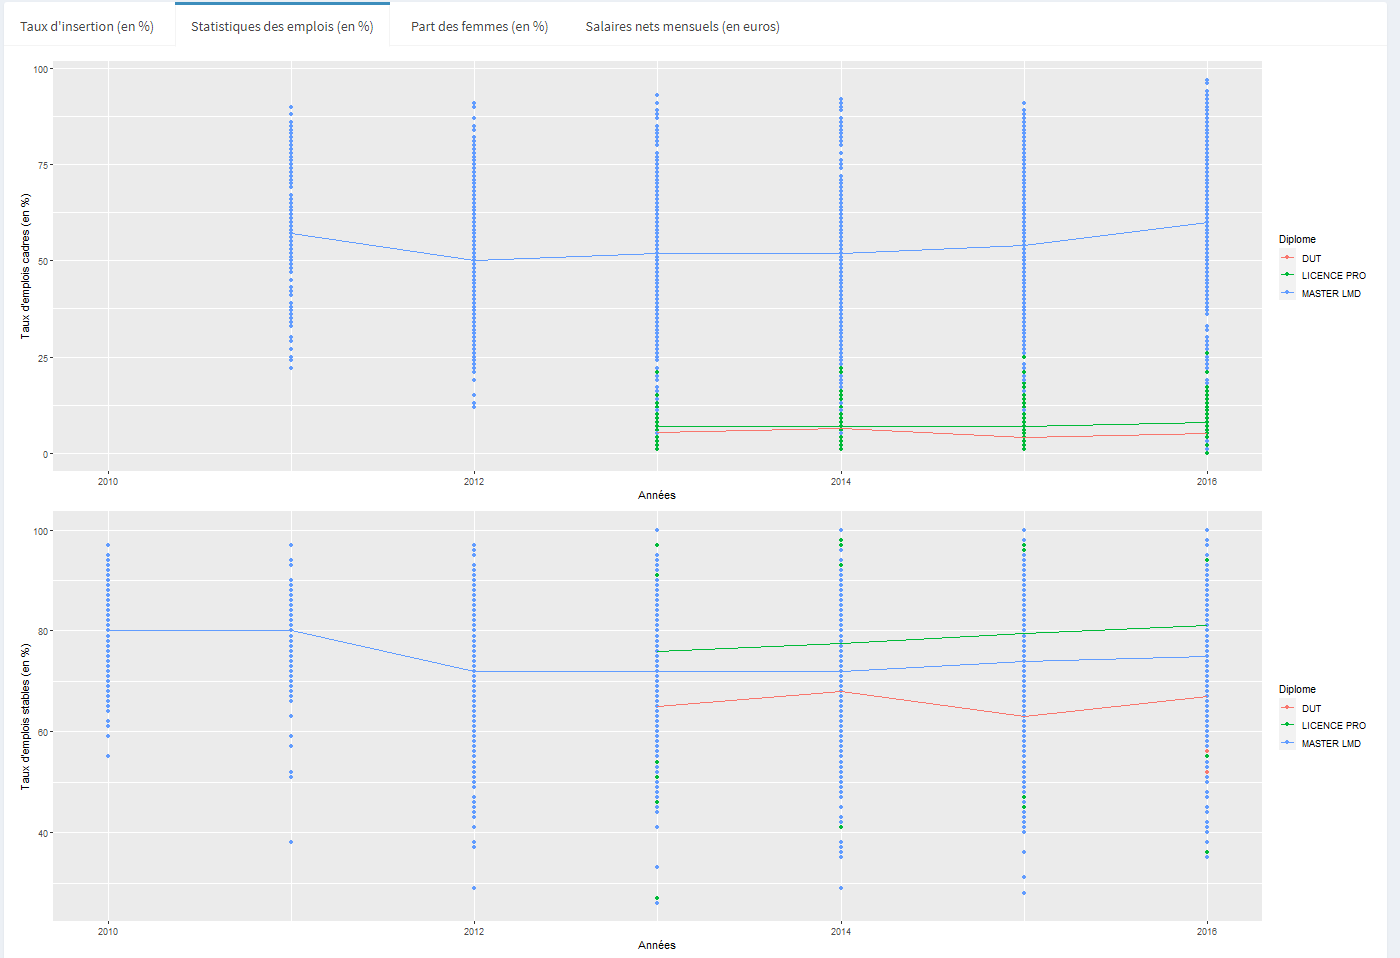 Taux d'insertion (en %) Statistiques des emplois (en %) Part des femmes (en %) Salaires nets mensuels (en euros)
100
75
50
25
0
Taux d'emplois cadres (en %)
2010 2012 2014 2016
Années
Diplome
DUT
LICENCE PRO
MASTER LMD
100
80
60
40
Taux d'emplois stables (en %)
2010 2012 2014 2016
Années
Diplome
DUT
LICENCE PRO
MASTER LMD